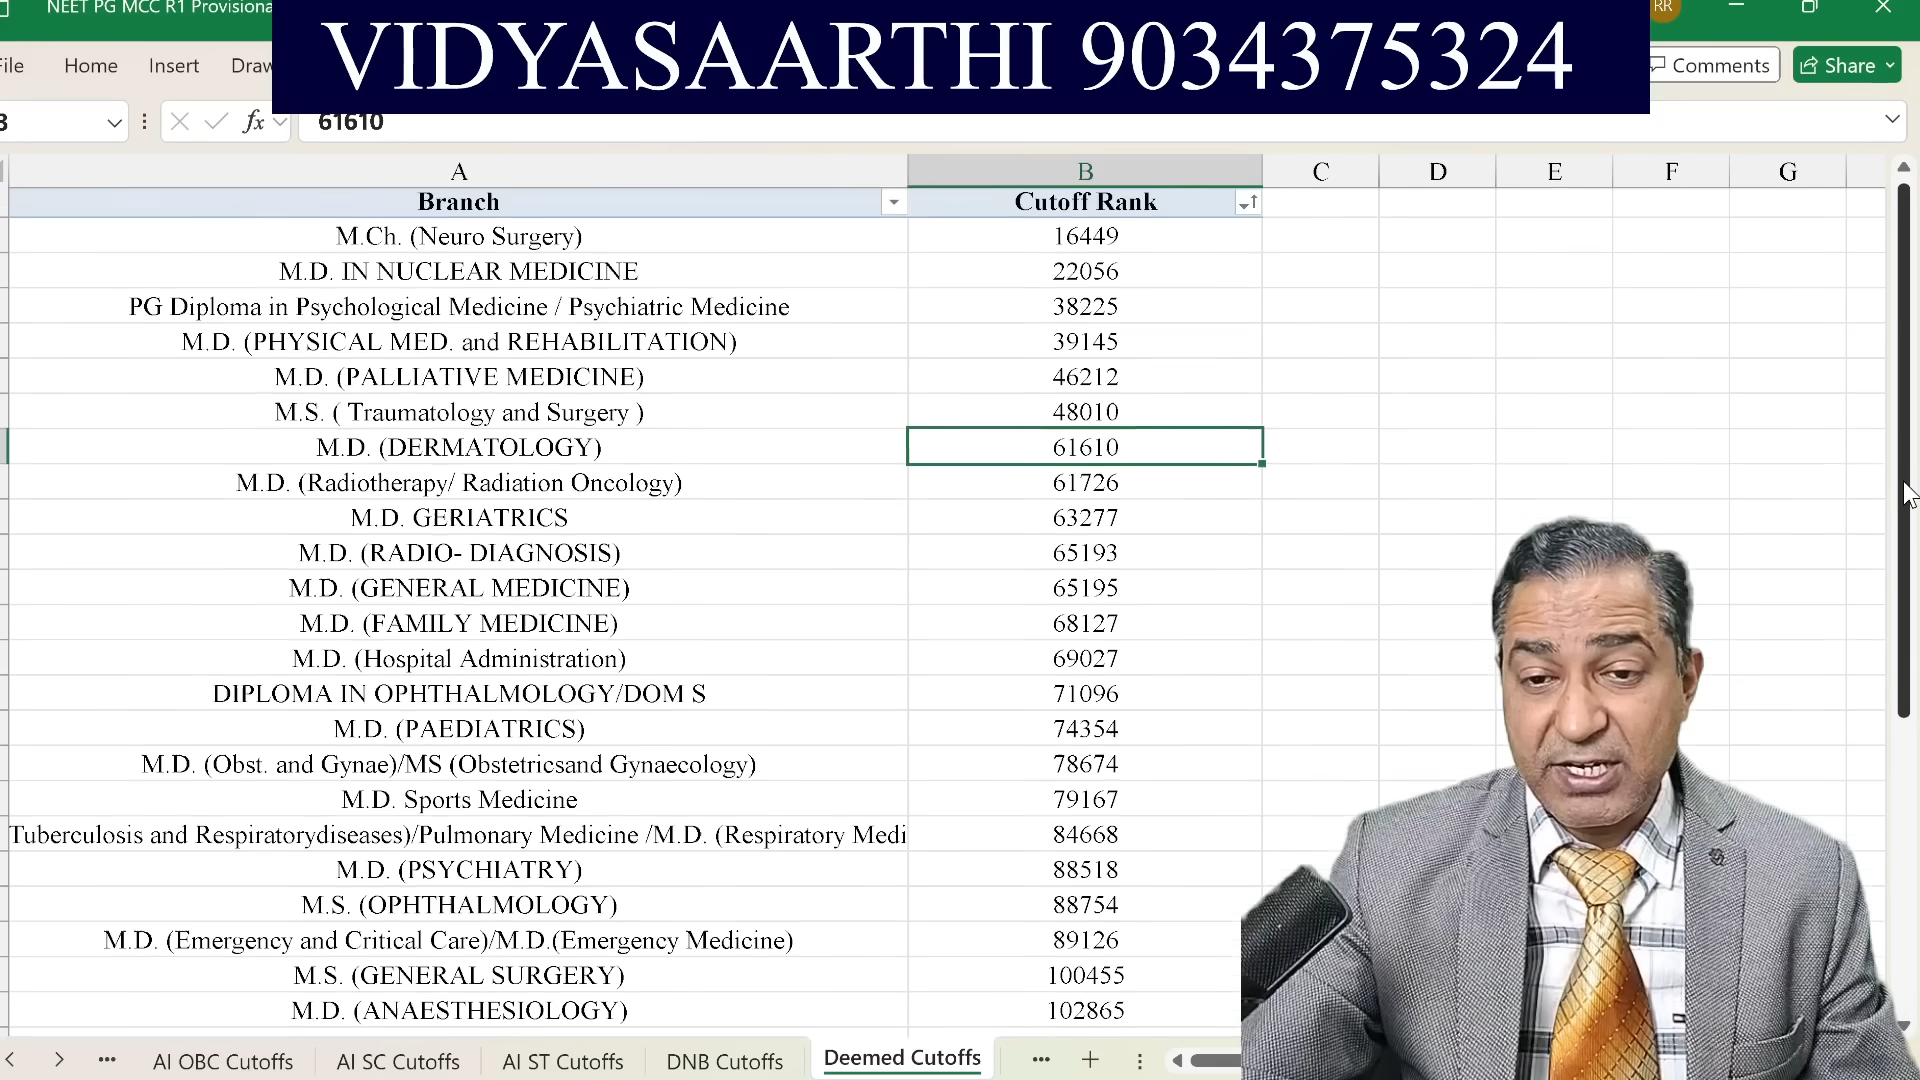 NEET PG MCC R1 Provisiona
VIDYASAARTHI 9034375324
RR
File Home Insert Draw
Comments Share
fx 61610
A B C D E F G
Branch Cutoff Rank
M.Ch. (Neuro Surgery) 16449
M.D. IN NUCLEAR MEDICINE 22056
PG Diploma in Psychological Medicine / Psychiatric Medicine 38225
M.D. (PHYSICAL MED. and REHABILITATION) 39145
M.D. (PALLIATIVE MEDICINE) 46212
M.S. ( Traumatology and Surgery ) 48010
M.D. (DERMATOLOGY) 61610
M.D. (Radiotherapy/ Radiation Oncology) 61726
M.D. GERIATRICS 63277
M.D. (RADIO- DIAGNOSIS) 65193
M.D. (GENERAL MEDICINE) 65195
M.D. (FAMILY MEDICINE) 68127
M.D. (Hospital Administration) 69027
DIPLOMA IN OPHTHALMOLOGY/DOM S 71096
M.D. (PAEDIATRICS) 74354
M.D. (Obst. and Gynae)/MS (Obstetricsand Gynaecology) 78674
M.D. Sports Medicine 79167
Tuberculosis and Respiratorydiseases)/Pulmonary Medicine /M.D. (Respiratory Medi 84668
M.D. (PSYCHIATRY) 88518
M.S. (OPHTHALMOLOGY) 88754
M.D. (Emergency and Critical Care)/M.D.(Emergency Medicine) 89126
M.S. (GENERAL SURGERY) 100455
M.D. (ANAESTHESIOLOGY) 102865
AI OBC Cutoffs AI SC Cutoffs AI ST Cutoffs DNB Cutoffs Deemed Cutoffs